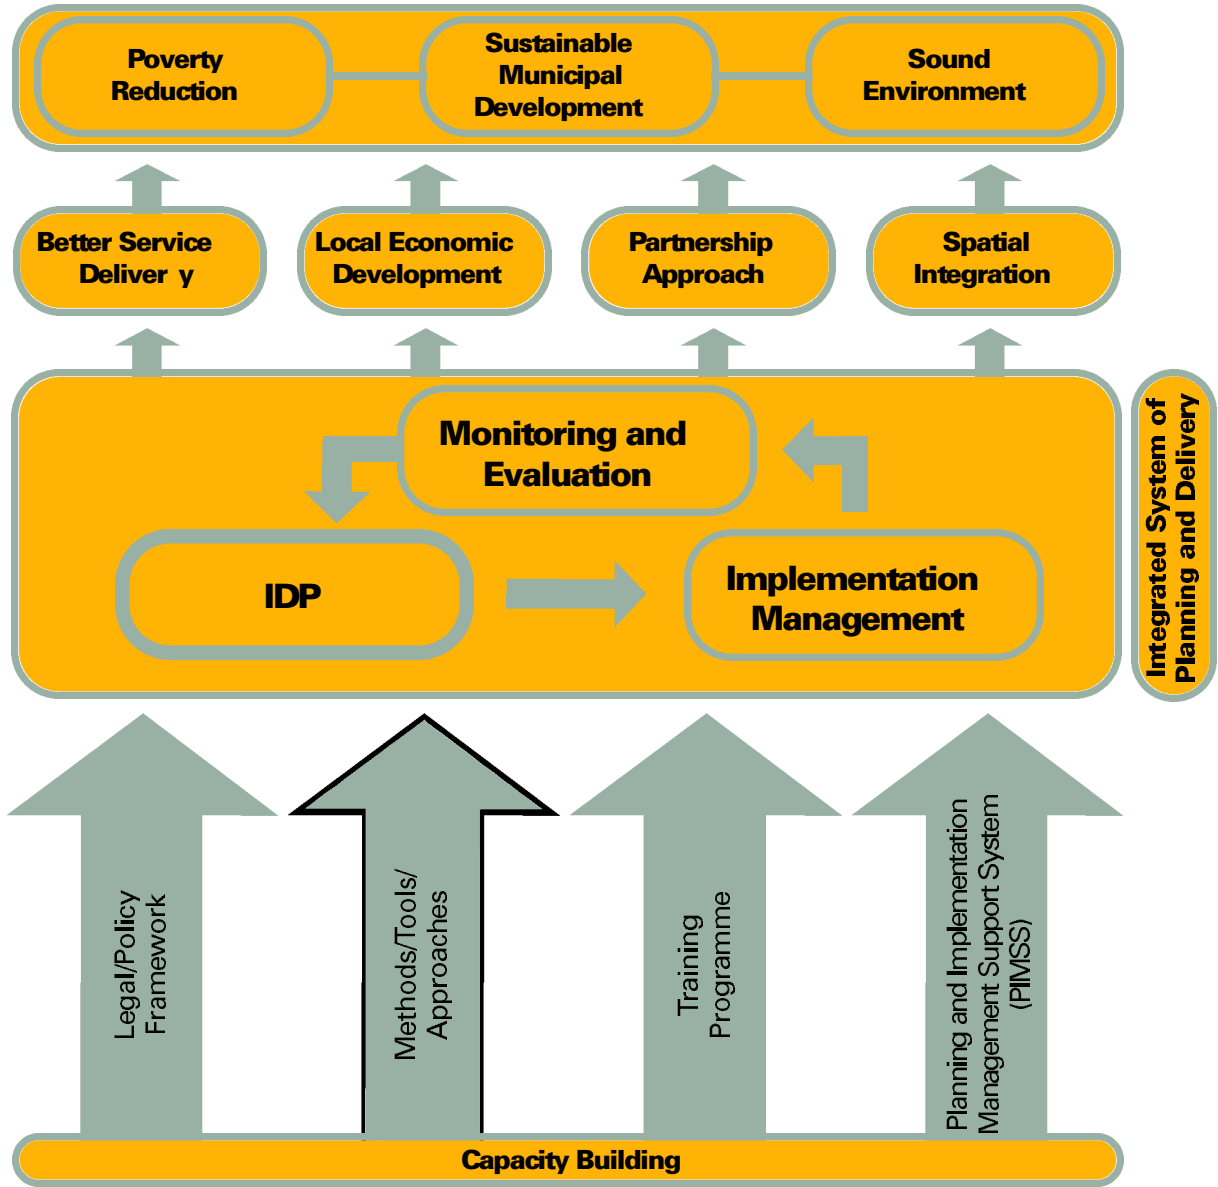 Poverty
Reduction
Sustainable
Municipal
Development
Sound
Environment
Better Service
Deliver y
Local Economic
Development
Partnership
Approach
Spatial
Integration
Monitoring and
Evaluation
IDP
Implementation
Management
Integrated System of
Planning and Delivery
Legal/Policy
Framework
Methods/Tools/
Approaches
Training
Programme
Planning and Implementation
Management Support System
(PIMSS)
Capacity Building